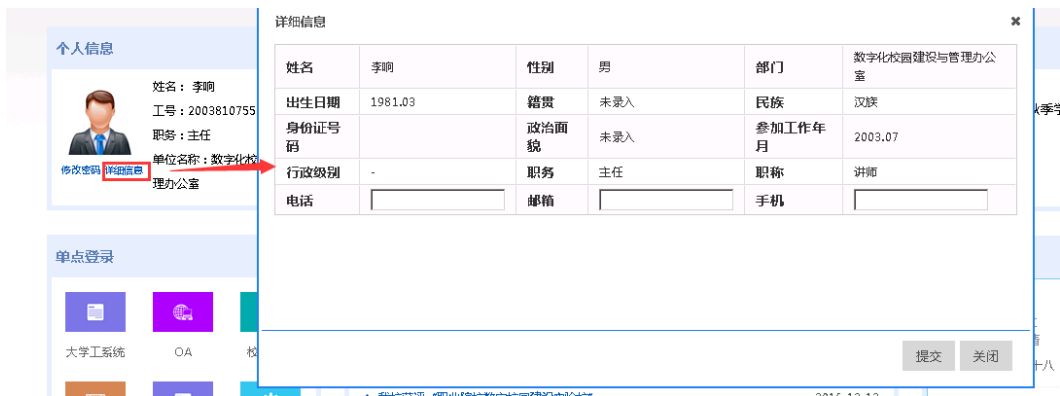 个人信息
姓名： 李响
工号：2003810755
职务：主任
单位名称：数字化校
理办公室
修改密码 详细信息
单点登录
大学工系统 OA 校
详细信息 ×
姓名 李响 性别 男 部门 数字化校园建设与管理办公
室
出生日期 1981.03 籍贯 未录入 民族 汉族
身份证号
码 政治面
貌 未录入 参加工作年
月 2003.07
行政级别 - 职务 主任 职称 讲师
电话 邮箱 手机
提交 关闭
秋季学
十八